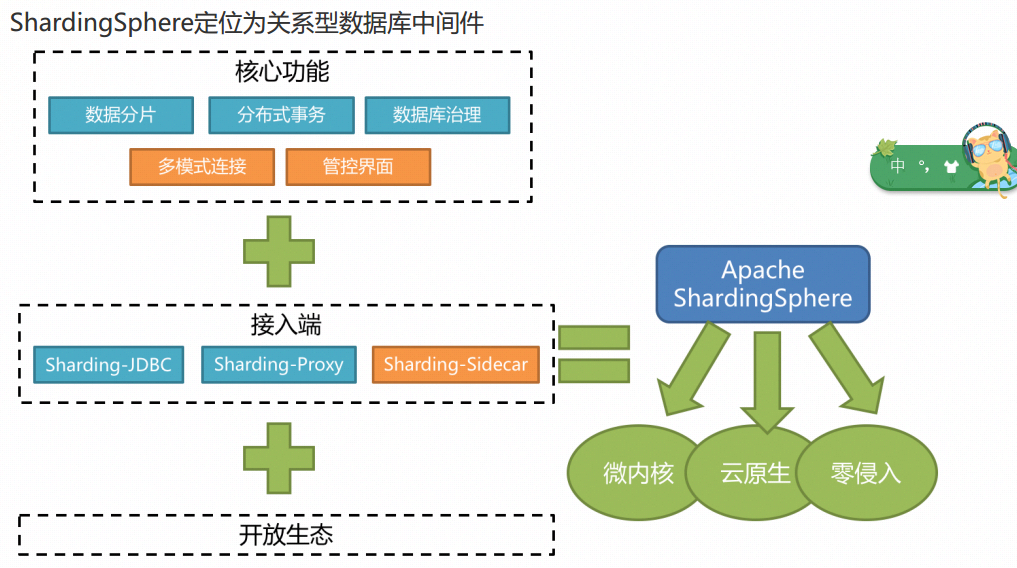 ShardingSphere定位为关系型数据库中间件
核心功能
数据分片 分布式事务 数据库治理
多模式连接 管控界面
中 °,
接入端
Sharding-JDBC Sharding-Proxy Sharding-Sidecar
Apache
ShardingSphere
微内核 云原生 零侵入
开放生态